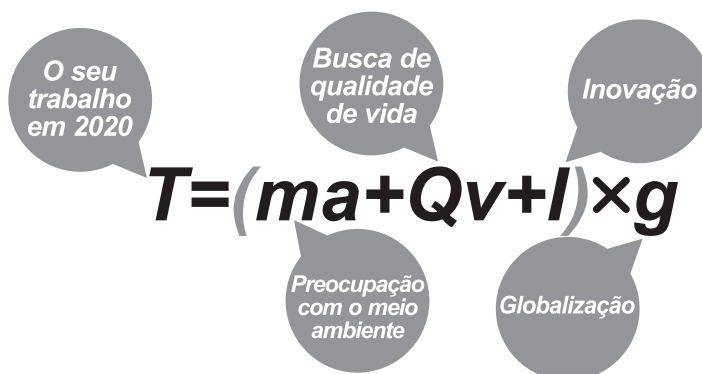 O seu
trabalho
em 2020
Busca de
qualidade
de vida
Inovação
T=(ma+Qv+I)×g
Preocupação
com o meio
ambiente
Globalização